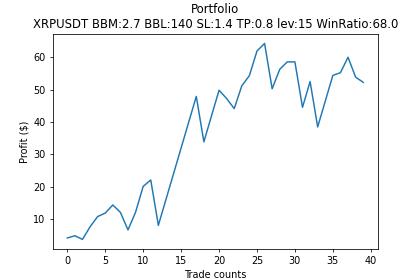 Portfolio
XRPUSDT BBM:2.7 BBL:140 SL:1.4 TP:0.8 lev:15 WinRatio:68.0
Profit ($)
60
50
40
30
20
10
0 5 10 15 20 25 30 35 40
Trade counts